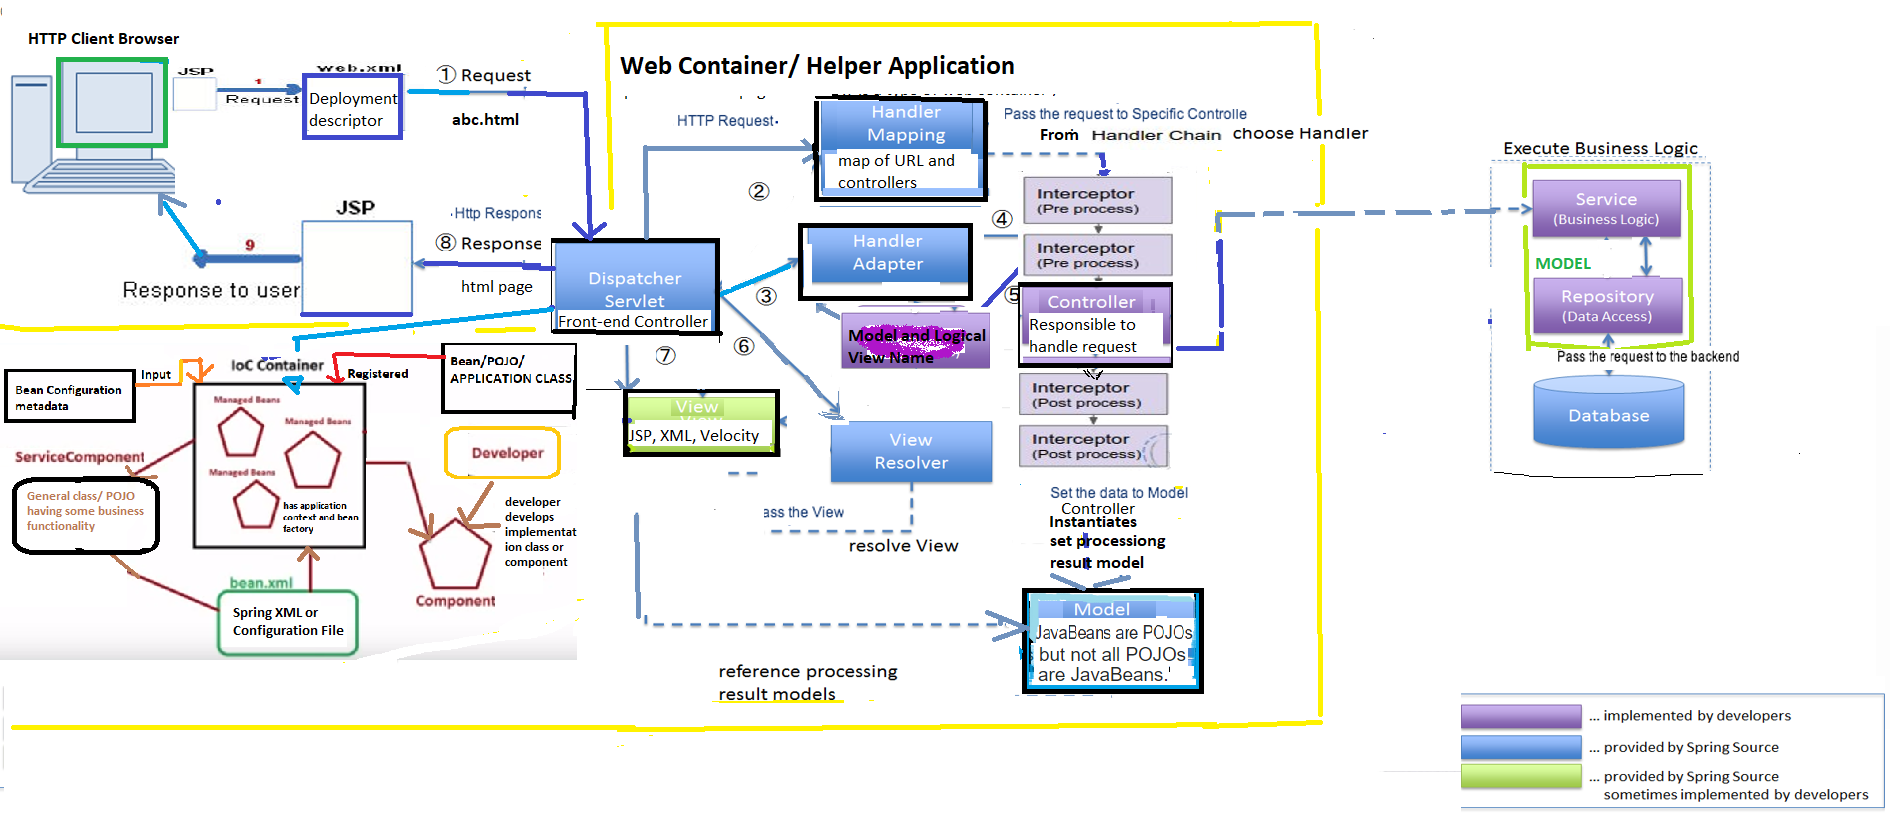 HTTP Client Browser
JSP
1
Request
web.xml
Deployment
descriptor
① Request
abc.html
Web Container/ Helper Application
HTTP Request
Handler
Mapping
map of URL and
controllers
Pass the request to Specific Controlle
From Handler Chain choose Handler
②
Interceptor
(Pre process)
④
Interceptor
(Pre process)
Handler
Adapter
③
⑤
Controller
Responsible to
handle request
Model and Logical
View Name
Interceptor
(Post process)
Interceptor
(Post process)
Execute Business Logic
Service
(Business Logic)
MODEL
Repository
(Data Access)
Pass the request to the backend
Database
JSP
9
Response to user
Http Respons
⑧ Response
html page
Dispatcher
Servlet
Front-end Controller
⑦
⑥
View
JSP, XML, Velocity
View
Resolver
ass the View
resolve View
Set the data to Model
Controller
Instantiates
set processiong
result model
Model
JavaBeans are POJOs
but not all POJOs
are JavaBeans.'
reference processing
result models
IoC Container
Input
Registered
Bean Configuration
metadata
Bean/POJO/
APPLICATION CLASS
Managed Beans
Managed Beans
Managed Beans
has application
context and bean
factory
ServiceComponent
General class/ POJO
having some business
functionality
Developer
developer
develops
implementat
ion class or
component
Component
bean.xml
Spring XML or
Configuration File
... implemented by developers
... provided by Spring Source
... provided by Spring Source
sometimes implemented by developers